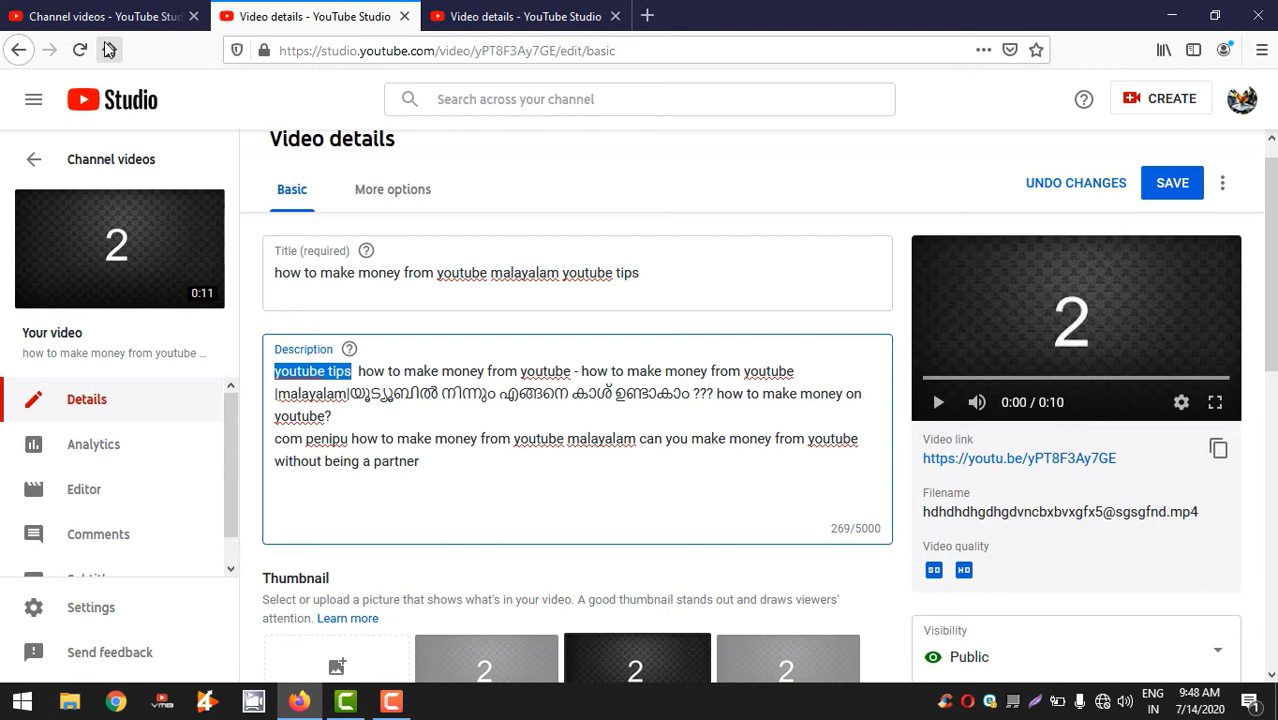 Channel videos - YouTube Stud
Video details - YouTube Studio
Video details - YouTube Studio
https://studio.youtube.com/video/yPT8F3Ay7GE/edit/basic
Studio
Search across your channel
CREATE
Channel videos
Video details
Basic
More options
UNDO CHANGES
SAVE
2
0:11
Your video
how to make money from youtube ...
Details
Analytics
Editor
Comments
Settings
Send feedback
Title (required)
how to make money from youtube malayalam youtube tips
Description
youtube tips how to make money from youtube - how to make money from youtube
|malayalam|യൂട്യൂബിൽ നിന്നും എങ്ങനെ കാശ് ഉണ്ടാകാം ??? how to make money on
youtube?
com penipu how to make money from youtube malayalam can you make money from youtube
without being a partner
269/5000
Thumbnail
Select or upload a picture that shows what's in your video. A good thumbnail stands out and draws viewers'
attention. Learn more
2
2
2
2
0:00 / 0:10
Video link
https://youtu.be/yPT8F3Ay7GE
Filename
hdhdhdhgdhgdvncbxbvxgfx5@sgsgfnd.mp4
Video quality
SD
HD
Visibility
Public
VMB
ENG
IN
9:48 AM
7/14/2020